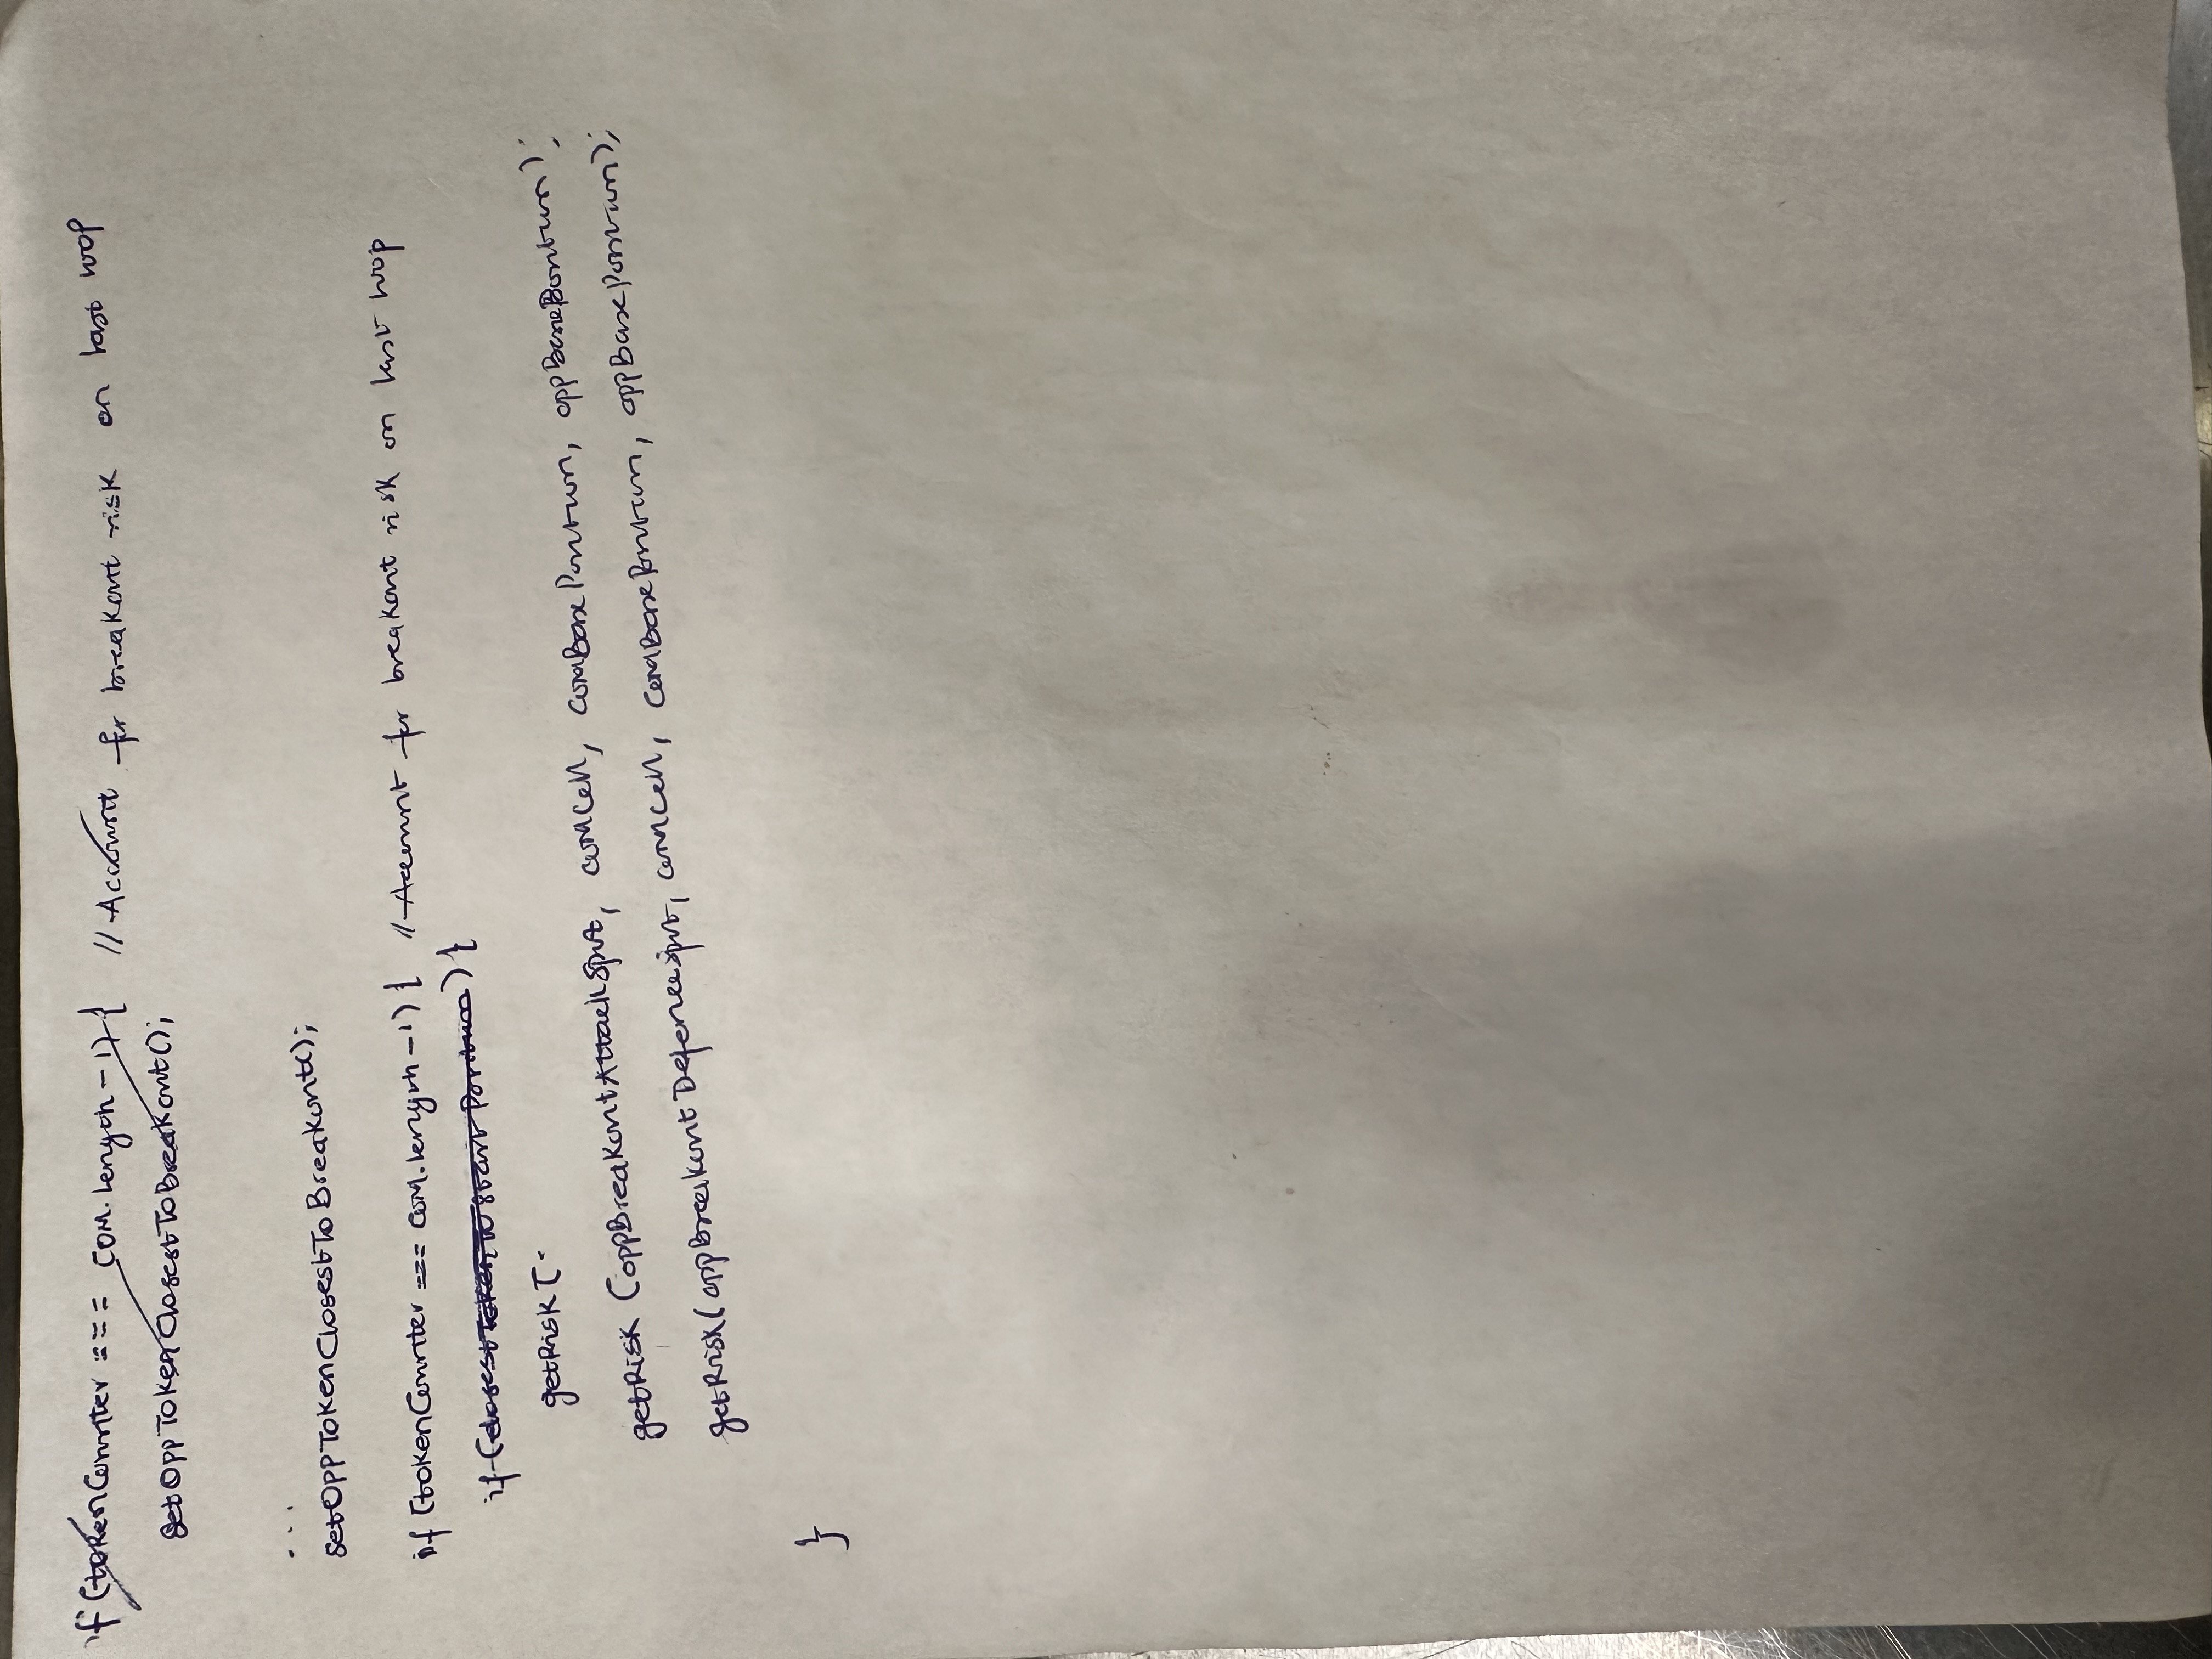 if (tokenCounter === COM.length - 1) { // Account for breakout risk on last loop
setOppTokenClosestToBreakout();
...
setOppTokenClosestToBreakout();
if (tokenCounter === COM.length - 1) { // Account for breakout risk on last loop
if (closestTokenToStartPosition) {
getRisk (
getRisk (oppBreakoutAttackSpot, comCell, comBasePosition, oppBasePosition);
getRisk (oppBreakoutDefenceSpot, comCell, comBasePosition, oppBasePosition);
}